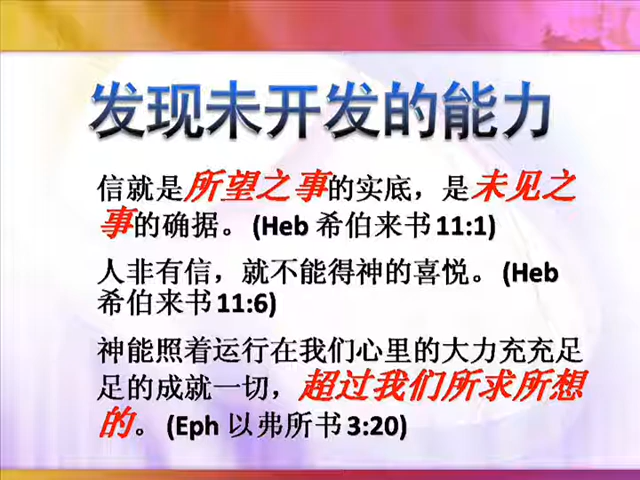 发现未开发的能力
信就是所望之事的实底，是未见之
事的确据。(Heb 希伯来书 11:1)
人非有信，就不能得神的喜悦。(Heb
希伯来书 11:6)
神能照着运行在我们心里的大力充充足
足的成就一切，超过我们所求所想
的。(Eph 以弗所书 3:20)